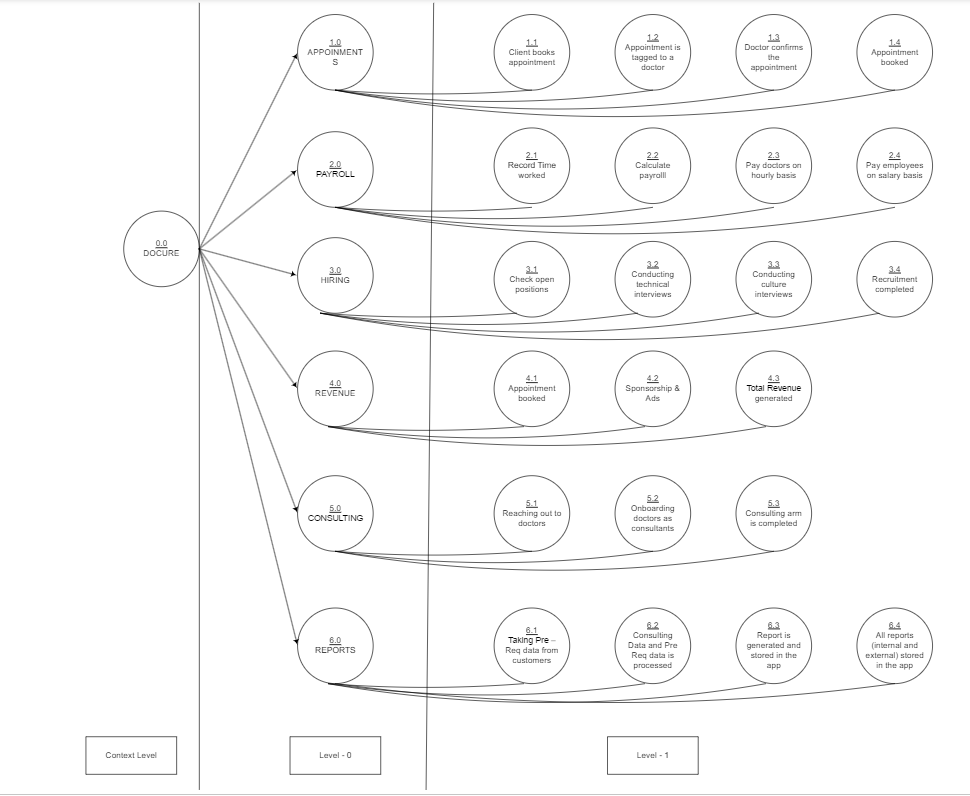 1.0
APPOINMENT
S
1.1
Client books
appointment
1.2
Appointment is
tagged to a
doctor
1.3
Doctor confirms
the
appointment
1.4
Appointment
booked
2.0
PAYROLL
2.1
Record Time
worked
2.2
Calculate
payrolll
2.3
Pay doctors on
hourly basis
2.4
Pay employees
on salary basis
0.0
DOCURE
3.0
HIRING
3.1
Check open
positions
3.2
Conducting
technical
interviews
3.3
Conducting
culture
interviews
3.4
Recruitment
completed
4.0
REVENUE
4.1
Appointment
booked
4.2
Sponsorship &
Ads
4.3
Total Revenue
generated
5.0
CONSULTING
5.1
Reaching out to
doctors
5.2
Onboarding
doctors as
consultants
5.3
Consulting arm
is completed
6.0
REPORTS
6.1
Taking Pre –
Req data from
customers
6.2
Consulting
Data and Pre
Req data is
processed
6.3
Report is
generated and
stored in the
app
6.4
All reports
(internal and
external) stored
in the app
Context Level
Level - 0
Level - 1